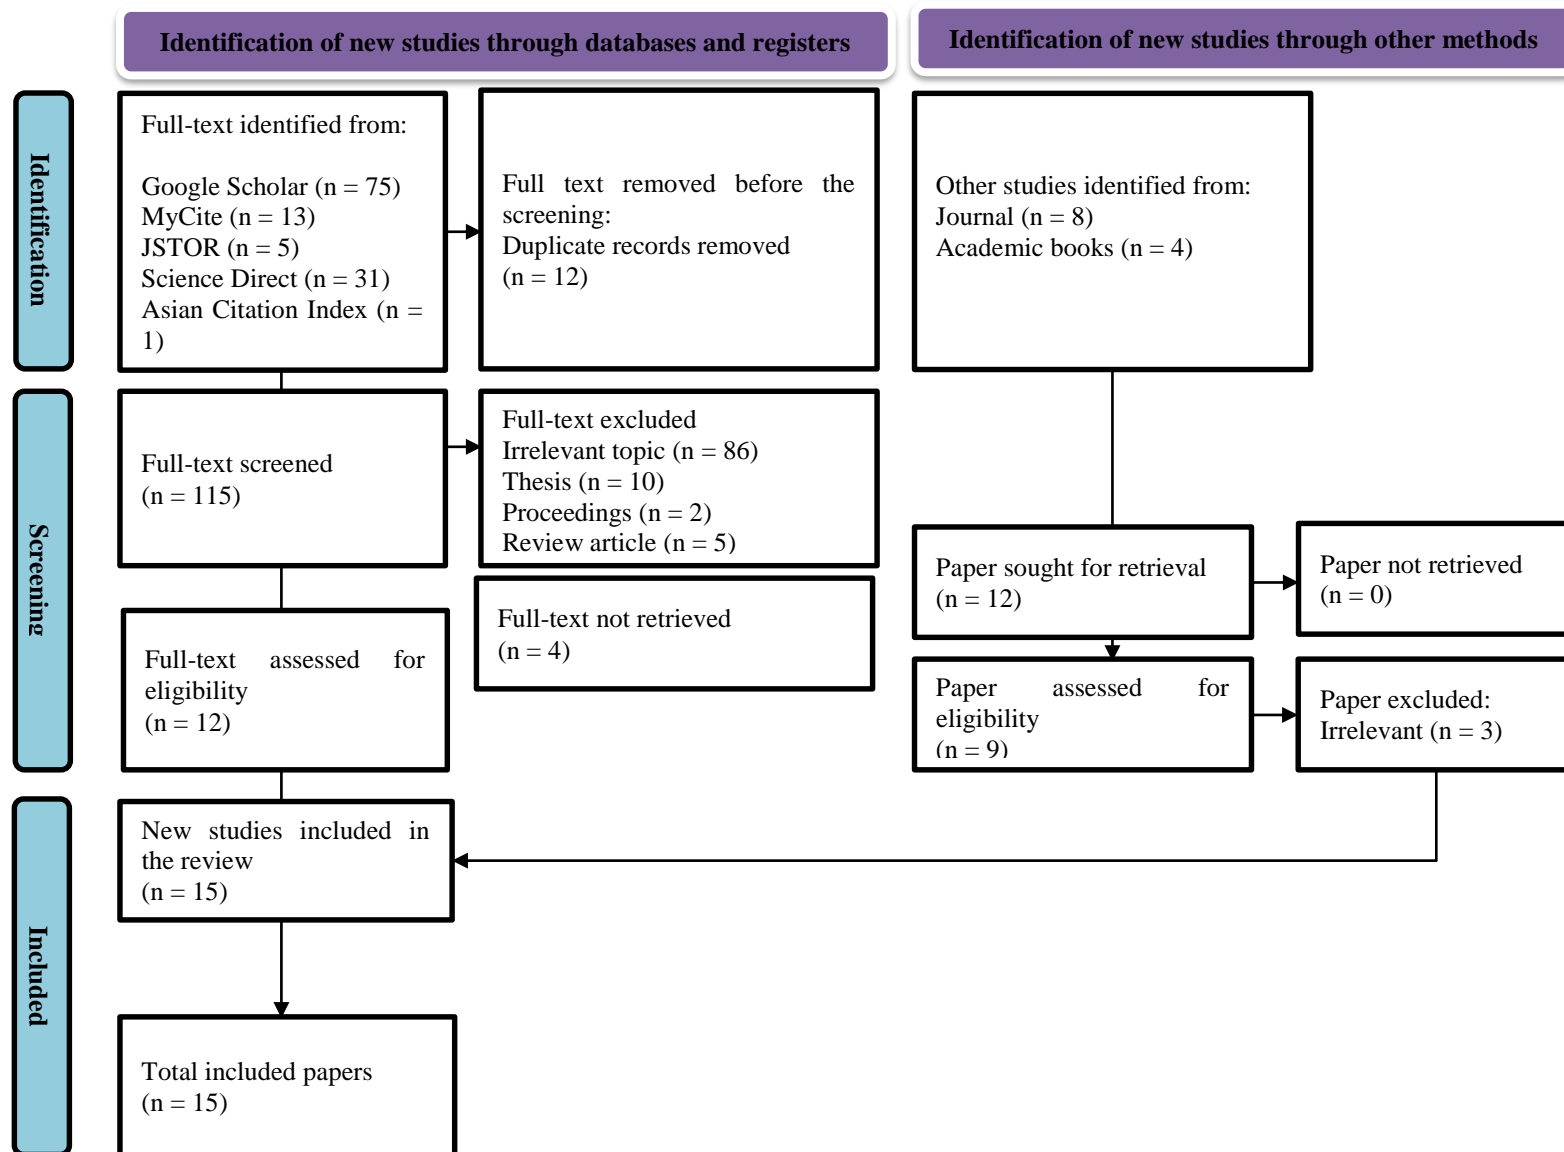 Identification of new studies through databases and registers
Identification of new studies through other methods
Identification
Full-text identified from:
Google Scholar (n = 75)
MyCite (n = 13)
JSTOR (n = 5)
Science Direct (n = 31)
Asian Citation Index (n =
1)
Full text removed before the
screening:
Duplicate records removed
(n = 12)
Other studies identified from:
Journal (n = 8)
Academic books (n = 4)
Screening
Full-text screened
(n = 115)
Full-text excluded
Irrelevant topic (n = 86)
Thesis (n = 10)
Proceedings (n = 2)
Review article (n = 5)
Paper sought for retrieval
(n = 12)
Paper not retrieved
(n = 0)
Full-text not retrieved
(n = 4)
Full-text assessed for
eligibility
(n = 12)
Paper assessed for
eligibility
(n = 9)
Paper excluded:
Irrelevant (n = 3)
Included
New studies included in
the review
(n = 15)
Total included papers
(n = 15)